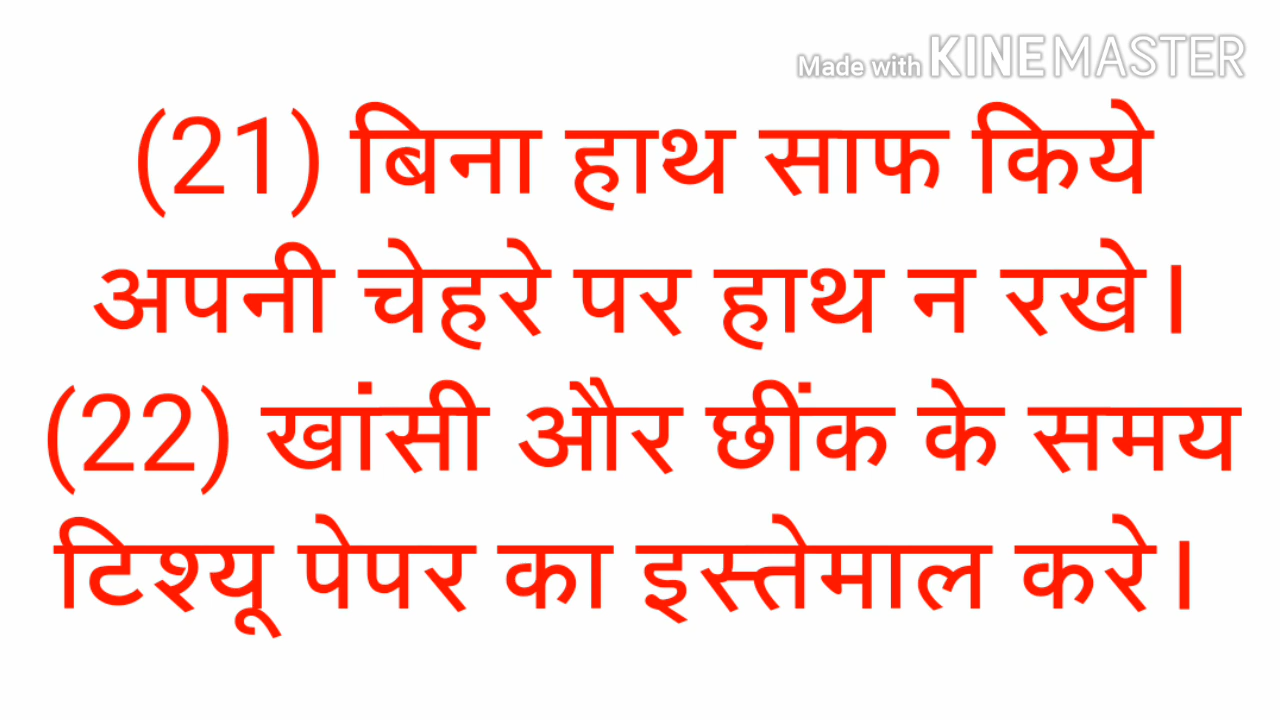 Made with KINEMASTER
(21) बिना हाथ साफ किये
अपनी चेहरे पर हाथ न रखे।
(22) खांसी और छींक के समय
टिश्यू पेपर का इस्तेमाल करे।